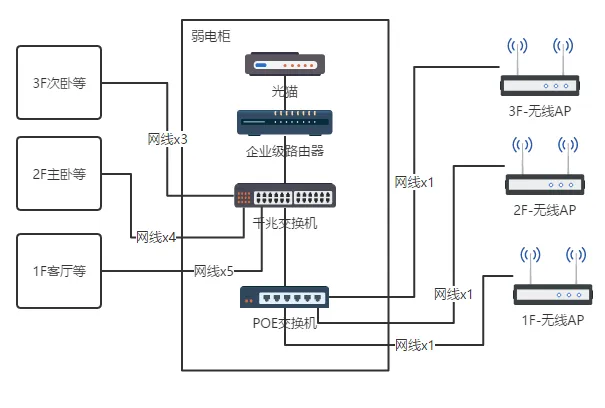 弱电柜
光猫
3F次卧等
3F-无线AP
网线x3
企业级路由器
2F主卧等
网线x1
2F-无线AP
千兆交换机
网线x4
1F客厅等
网线x5
网线x1
POE交换机
1F-无线AP
网线x1